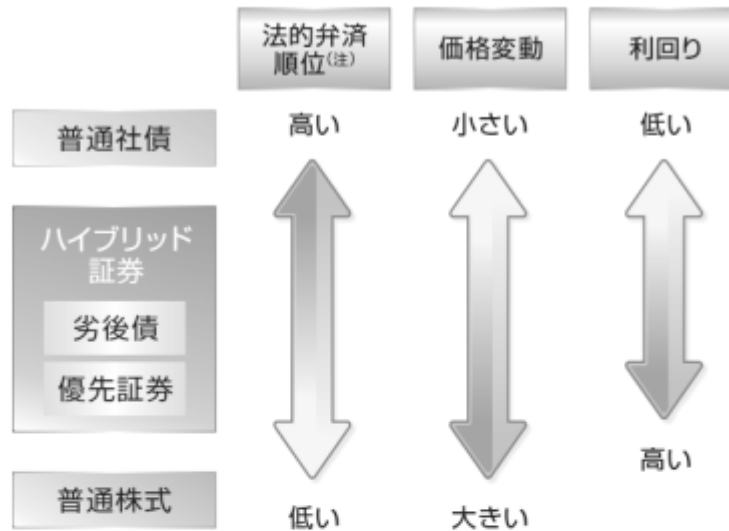 法的弁済
順位(注)
価格変動
利回り
普通社債
高い
小さい
低い
ハイブリッド
証券
劣後債
優先証券
高い
普通株式
低い
大きい